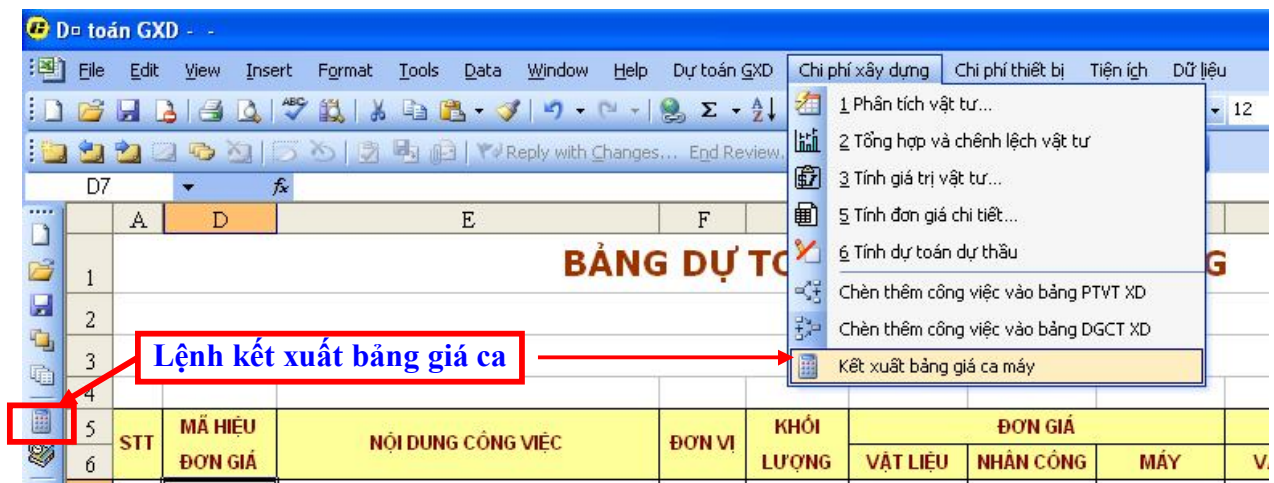 D¤ toán GXD - -
File Edit View Insert Format Tools Data Window Help Dự toán GXD Chi phí xây dựng Chi phí thiết bị Tiện ích Dữ liệu
12
Reply with Changes... End Review.
D7 fx
1 Phân tích vật tư...
2 Tổng hợp và chênh lệch vật tư
3 Tính giá trị vật tư...
5 Tính đơn giá chi tiết...
6 Tính dự toán dự thầu
Chèn thêm công việc vào bảng PTVT XD
Chèn thêm công việc vào bảng DGCT XD
Kết xuất bảng giá ca máy
A D E F
1 BẢNG DỰ TO G
2
3
Lệnh kết xuất bảng giá ca
4
5 STT MÃ HIỆU NỘI DUNG CÔNG VIỆC ĐƠN VỊ KHỐI ĐƠN GIÁ
6 ĐƠN GIÁ LƯỢNG VẬT LIỆU NHÂN CÔNG MÁY